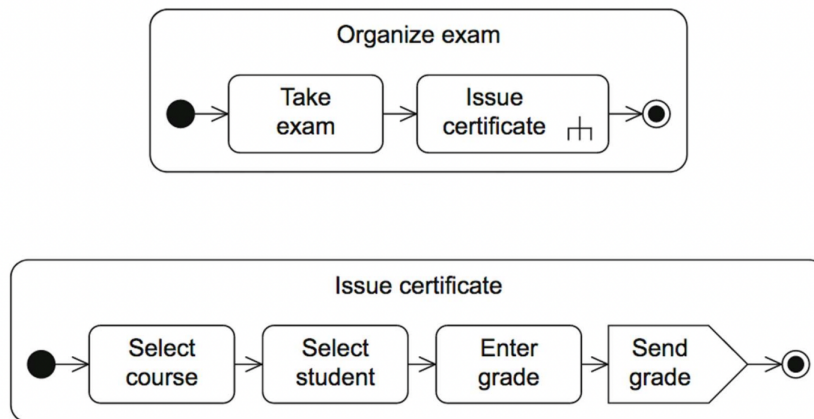 Organize exam
Take
exam
Issue
certificate
Issue certificate
Select
course
Select
student
Enter
grade
Send
grade